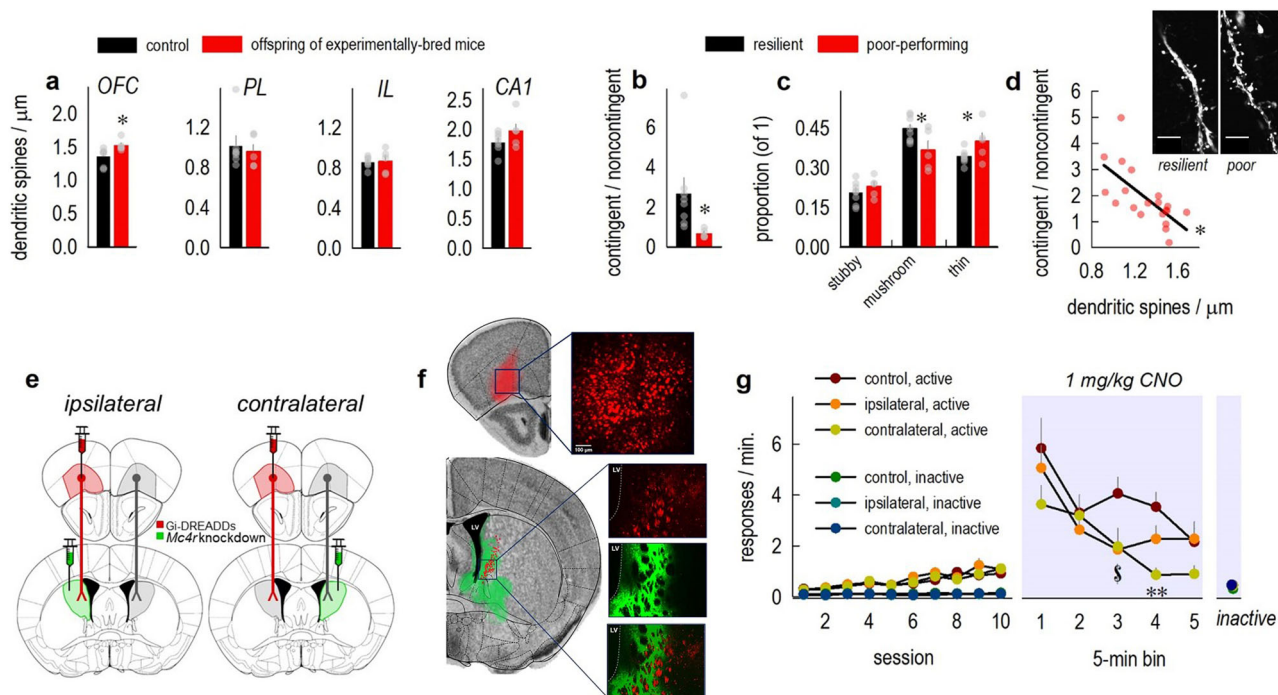 control
offspring of experimentally-bred mice
resilient
poor-performing
a
OFC
PL
IL
CA1
dendritic spines / μm
2.0
1.5
1.0
0.5
0.0
*
1.2
0.8
0.4
0.0
1.2
0.8
0.4
0.0
2.5
2.0
1.5
1.0
0.5
0.0
b
contingent / noncontingent
6
4
2
0
*
c
proportion (of 1)
0.45
0.30
0.15
0.00
*
*
stubby
mushroom
thin
d
contingent / noncontingent
6
5
4
3
2
1
0
*
0.8
1.2
1.6
dendritic spines / μm
resilient
poor
e
ipsilateral
contralateral
Gi-DREADDs
Mc4rknockdown
f
100 μm
LV
LV
LV
LV
g
control, active
ipsilateral, active
contralateral, active
control, inactive
ipsilateral, inactive
contralateral, inactive
responses / min.
6
4
2
0
2
4
6
8
10
session
1 mg/kg CNO
§
**
1
2
3
4
5
5-min bin
inactive